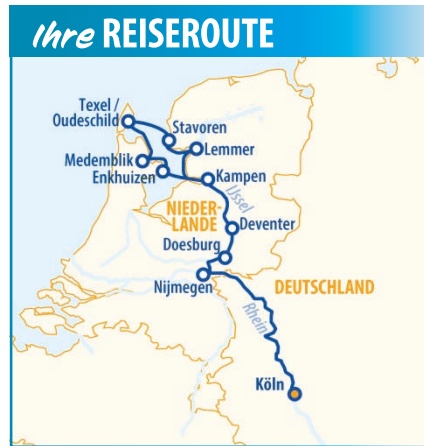 Ihre REISEROUTE
Texel /
Oudeschild
Stavoren
Lemmer
Medemblik
Enkhuizen
Kampen
IJssel
NIEDER-
LANDE
Deventer
Doesburg
Nijmegen
DEUTSCHLAND
Rhein
Köln